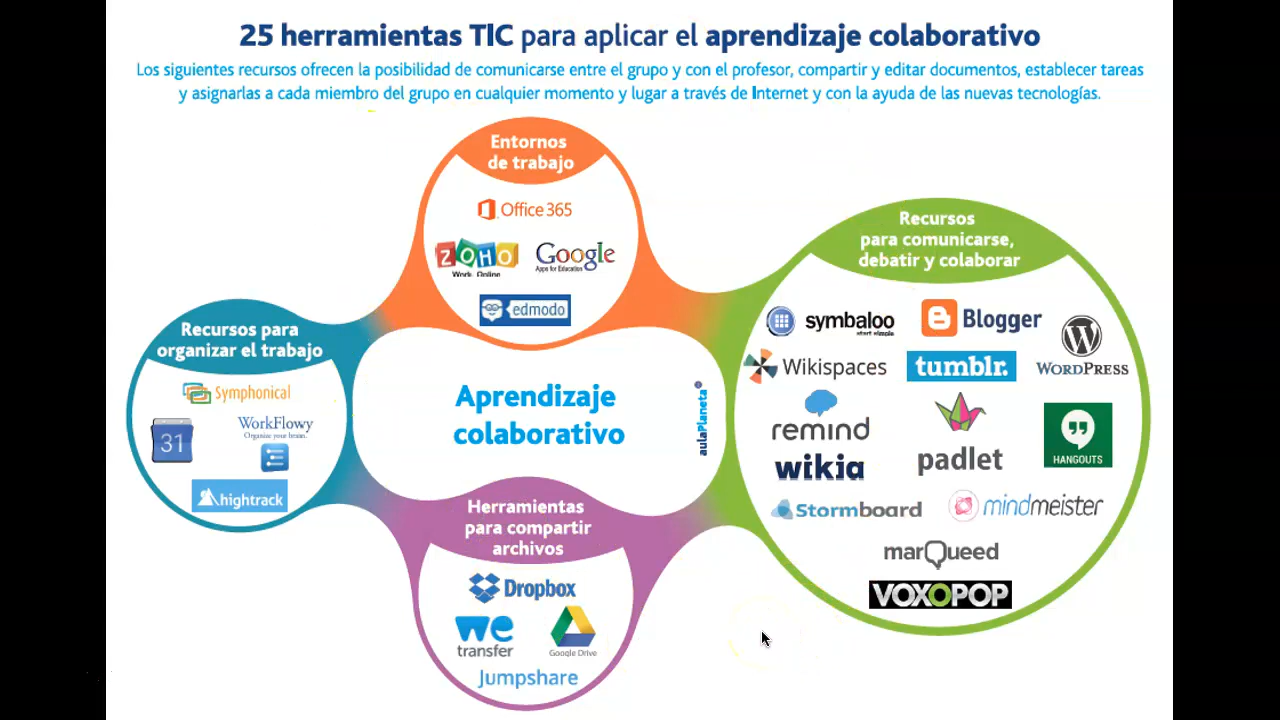 25 herramientas TIC para aplicar el aprendizaje colaborativo
Los siguientes recursos ofrecen la posibilidad de comunicarse entre el grupo y con el profesor, compartir y editar documentos, establecer tareas
y asignarlas a cada miembro del grupo en cualquier momento y lugar a través de Internet y con la ayuda de las nuevas tecnologías.
Entornos
de trabajo
Office 365
ZOHO
Work. Online
Google
Apps for Education
edmodo
Recursos
para comunicarse,
debatir y colaborar
symbaloo
start simple
Blogger
WORDPRESS
Wikispaces
tumblr.
remind
padlet
HANGOUTS
wikia
Stormboard
mindmeister
marQueed
VOXOPOP
Recursos para
organizar el trabajo
Symphonical
31
WORKFLOWY
Organize your brain.
hightrack
Aprendizaje
colaborativo
aulaPlaneta
Herramientas
para compartir
archivos
Dropbox
we
transfer
Google Drive
Jumpshare